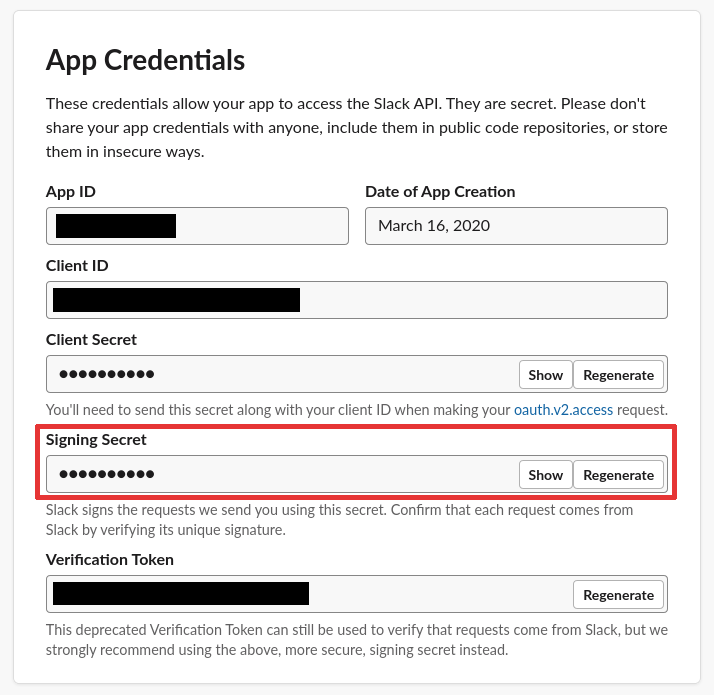 App Credentials
These credentials allow your app to access the Slack API. They are secret. Please don't
share your app credentials with anyone, include them in public code repositories, or store
them in insecure ways.
App ID
Date of App Creation
March 16, 2020
Client ID
Client Secret
●●●●●●●●●●
Show
Regenerate
You'll need to send this secret along with your client ID when making your oauth.v2.access request.
Signing Secret
●●●●●●●●●●
Show
Regenerate
Slack signs the requests we send you using this secret. Confirm that each request comes from
Slack by verifying its unique signature.
Verification Token
Regenerate
This deprecated Verification Token can still be used to verify that requests come from Slack, but we
strongly recommend using the above, more secure, signing secret instead.